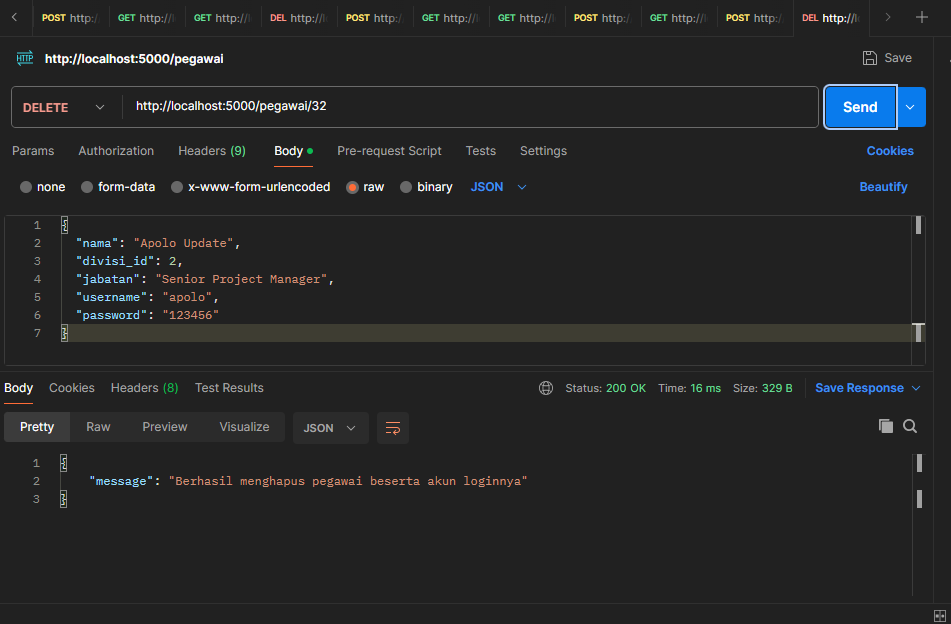 POST http:/ GET http://l GET http://l DEL http://l POST http:/ GET http://l GET http://l POST http:/ GET http://l POST http:/ DEL http://l
HTTP http://localhost:5000/pegawai Save
DELETE http://localhost:5000/pegawai/32 Send
Params Authorization Headers (9) Body Pre-request Script Tests Settings Cookies
none form-data x-www-form-urlencoded raw binary JSON Beautify
1 {
2 "nama": "Apolo Update",
3 "divisi_id": 2,
4 "jabatan": "Senior Project Manager",
5 "username": "apolo",
6 "password": "123456"
7 }
Body Cookies Headers (8) Test Results Status: 200 OK Time: 16 ms Size: 329 B Save Response
Pretty Raw Preview Visualize JSON
1 {
2 "message": "Berhasil menghapus pegawai beserta akun loginnya"
3 }